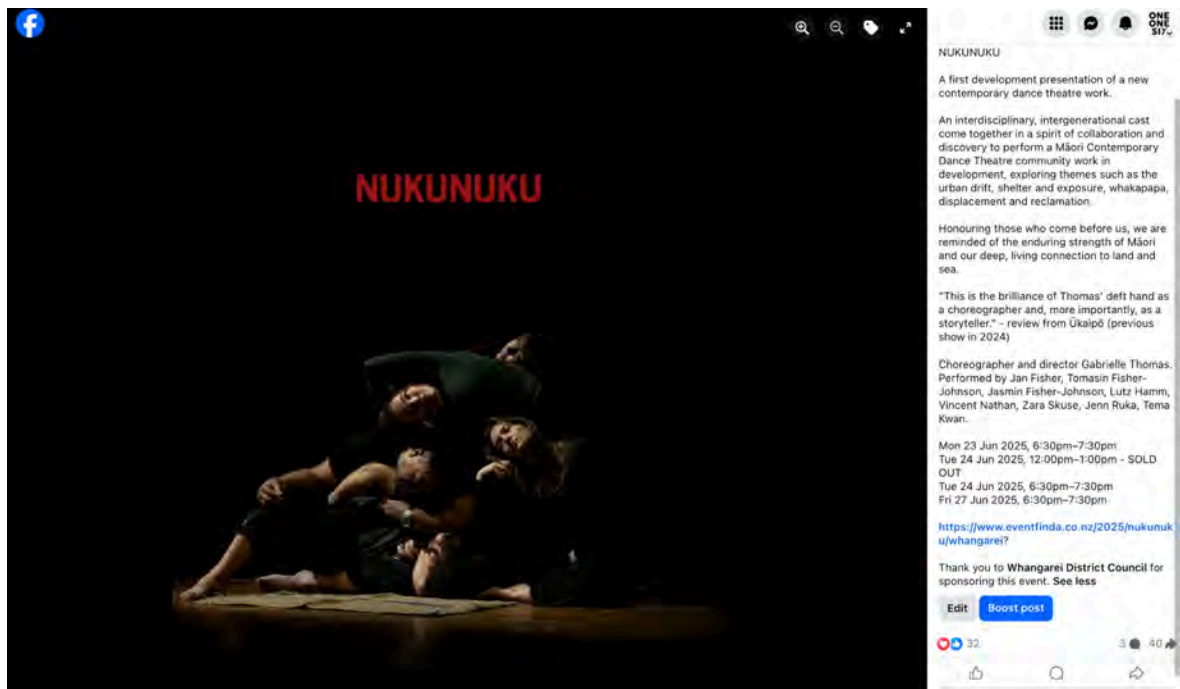 ONE
ONE
SIX
NUKUNUKU
NUKUNUKU
A first development presentation of a new
contemporary dance theatre work.
An interdisciplinary, intergenerational cast
come together in a spirit of collaboration and
discovery to perform a Māori Contemporary
Dance Theatre community work in
development, exploring themes such as the
urban drift, shelter and exposure, whakapapa,
displacement and reclamation.
Honouring those who come before us, we are
reminded of the enduring strength of Māori
and our deep, living connection to land and
sea.
"This is the brilliance of Thomas' deft hand as
a choreographer and, more importantly, as a
storyteller." - review from Ūkaipō (previous
show in 2024)
Choreographer and director Gabrielle Thomas.
Performed by Jan Fisher, Tomasin Fisher-
Johnson, Jasmin Fisher-Johnson, Lutz Hamm,
Vincent Nathan, Zara Skuse, Jenn Ruka, Tema
Kwan.
Mon 23 Jun 2025, 6:30pm–7:30pm
Tue 24 Jun 2025, 12:00pm–1:00pm - SOLD
OUT
Tue 24 Jun 2025, 6:30pm–7:30pm
Fri 27 Jun 2025, 6:30pm–7:30pm
https://www.eventfinda.co.nz/2025/nukunuk
u/whangarei?
Thank you to Whangarei District Council for
sponsoring this event. See less
Edit Boost post
32 3 40